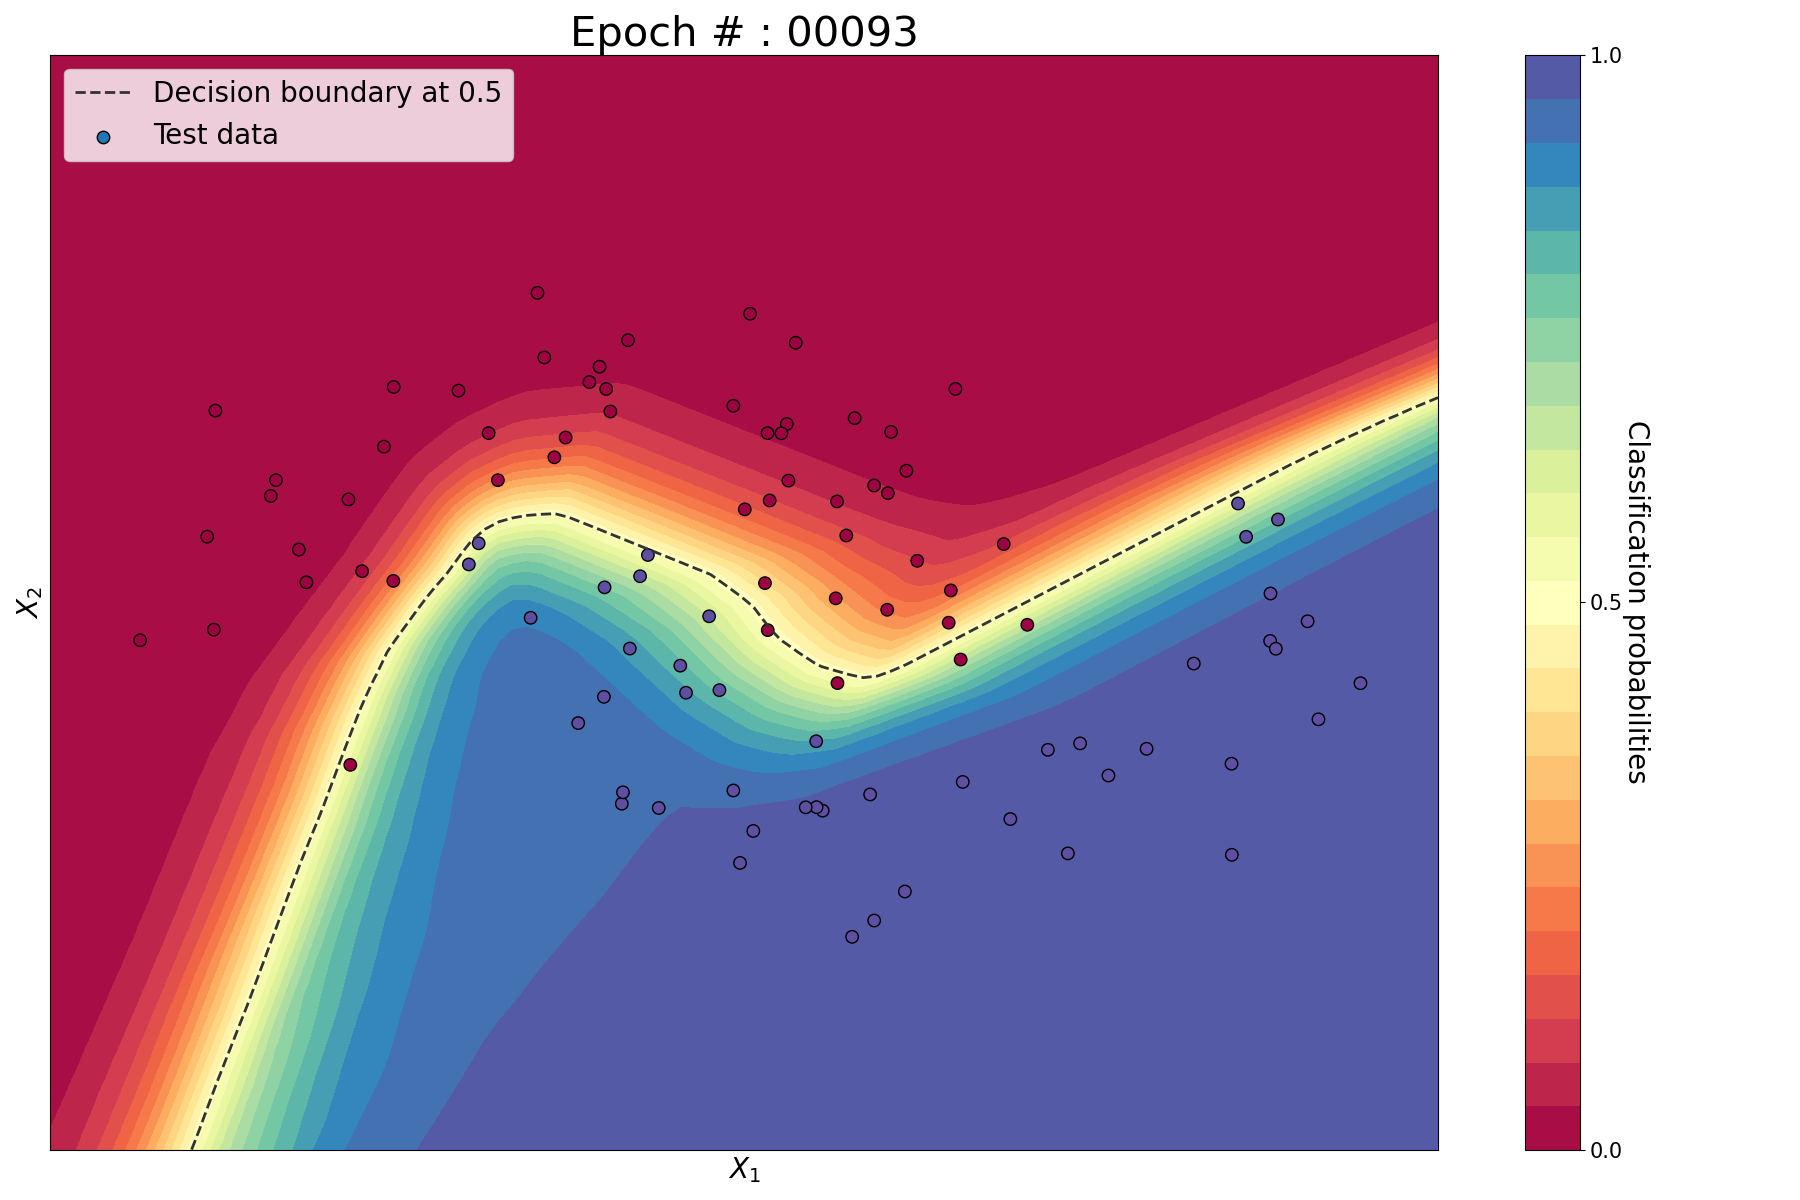 Epoch # : 00093
Decision boundary at 0.5
Test data
1.0
0.5
0.0
Classification probabilities
X₂
X₁